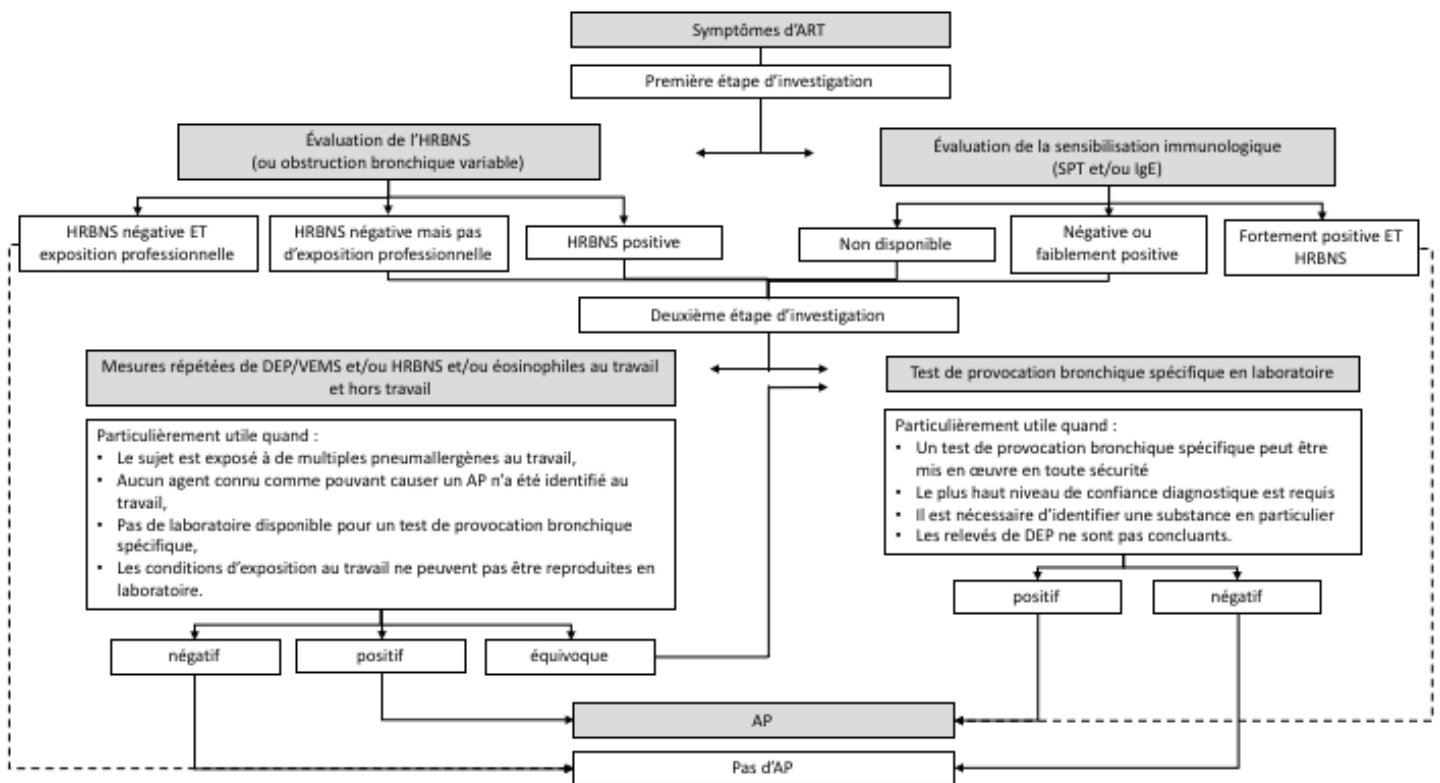 Symptômes d'ART
Première étape d'investigation
Évaluation de l'HRBNS
(ou obstruction bronchique variable)
Évaluation de la sensibilisation immunologique
(SPT et/ou IgE)
HRBNS négative ET
exposition professionnelle
HRBNS négative mais pas
d'exposition professionnelle
HRBNS positive
Non disponible
Négative ou
faiblement positive
Fortement positive ET
HRBNS
Deuxième étape d'investigation
Mesures répétées de DEP/VEMS et/ou HRBNS et/ou éosinophiles au travail
et hors travail
Test de provocation bronchique spécifique en laboratoire
Particulièrement utile quand :
• Le sujet est exposé à de multiples pneumallergènes au travail,
• Aucun agent connu comme pouvant causer un AP n'a été identifié au
travail,
• Pas de laboratoire disponible pour un test de provocation bronchique
spécifique,
• Les conditions d'exposition au travail ne peuvent pas être reproduites en
laboratoire.
Particulièrement utile quand :
• Un test de provocation bronchique spécifique peut être
mis en œuvre en toute sécurité
• Le plus haut niveau de confiance diagnostique est requis
• Il est nécessaire d'identifier une substance en particulier
• Les relevés de DEP ne sont pas concluants.
positif
négatif
négatif
positif
équivoque
AP
Pas d'AP